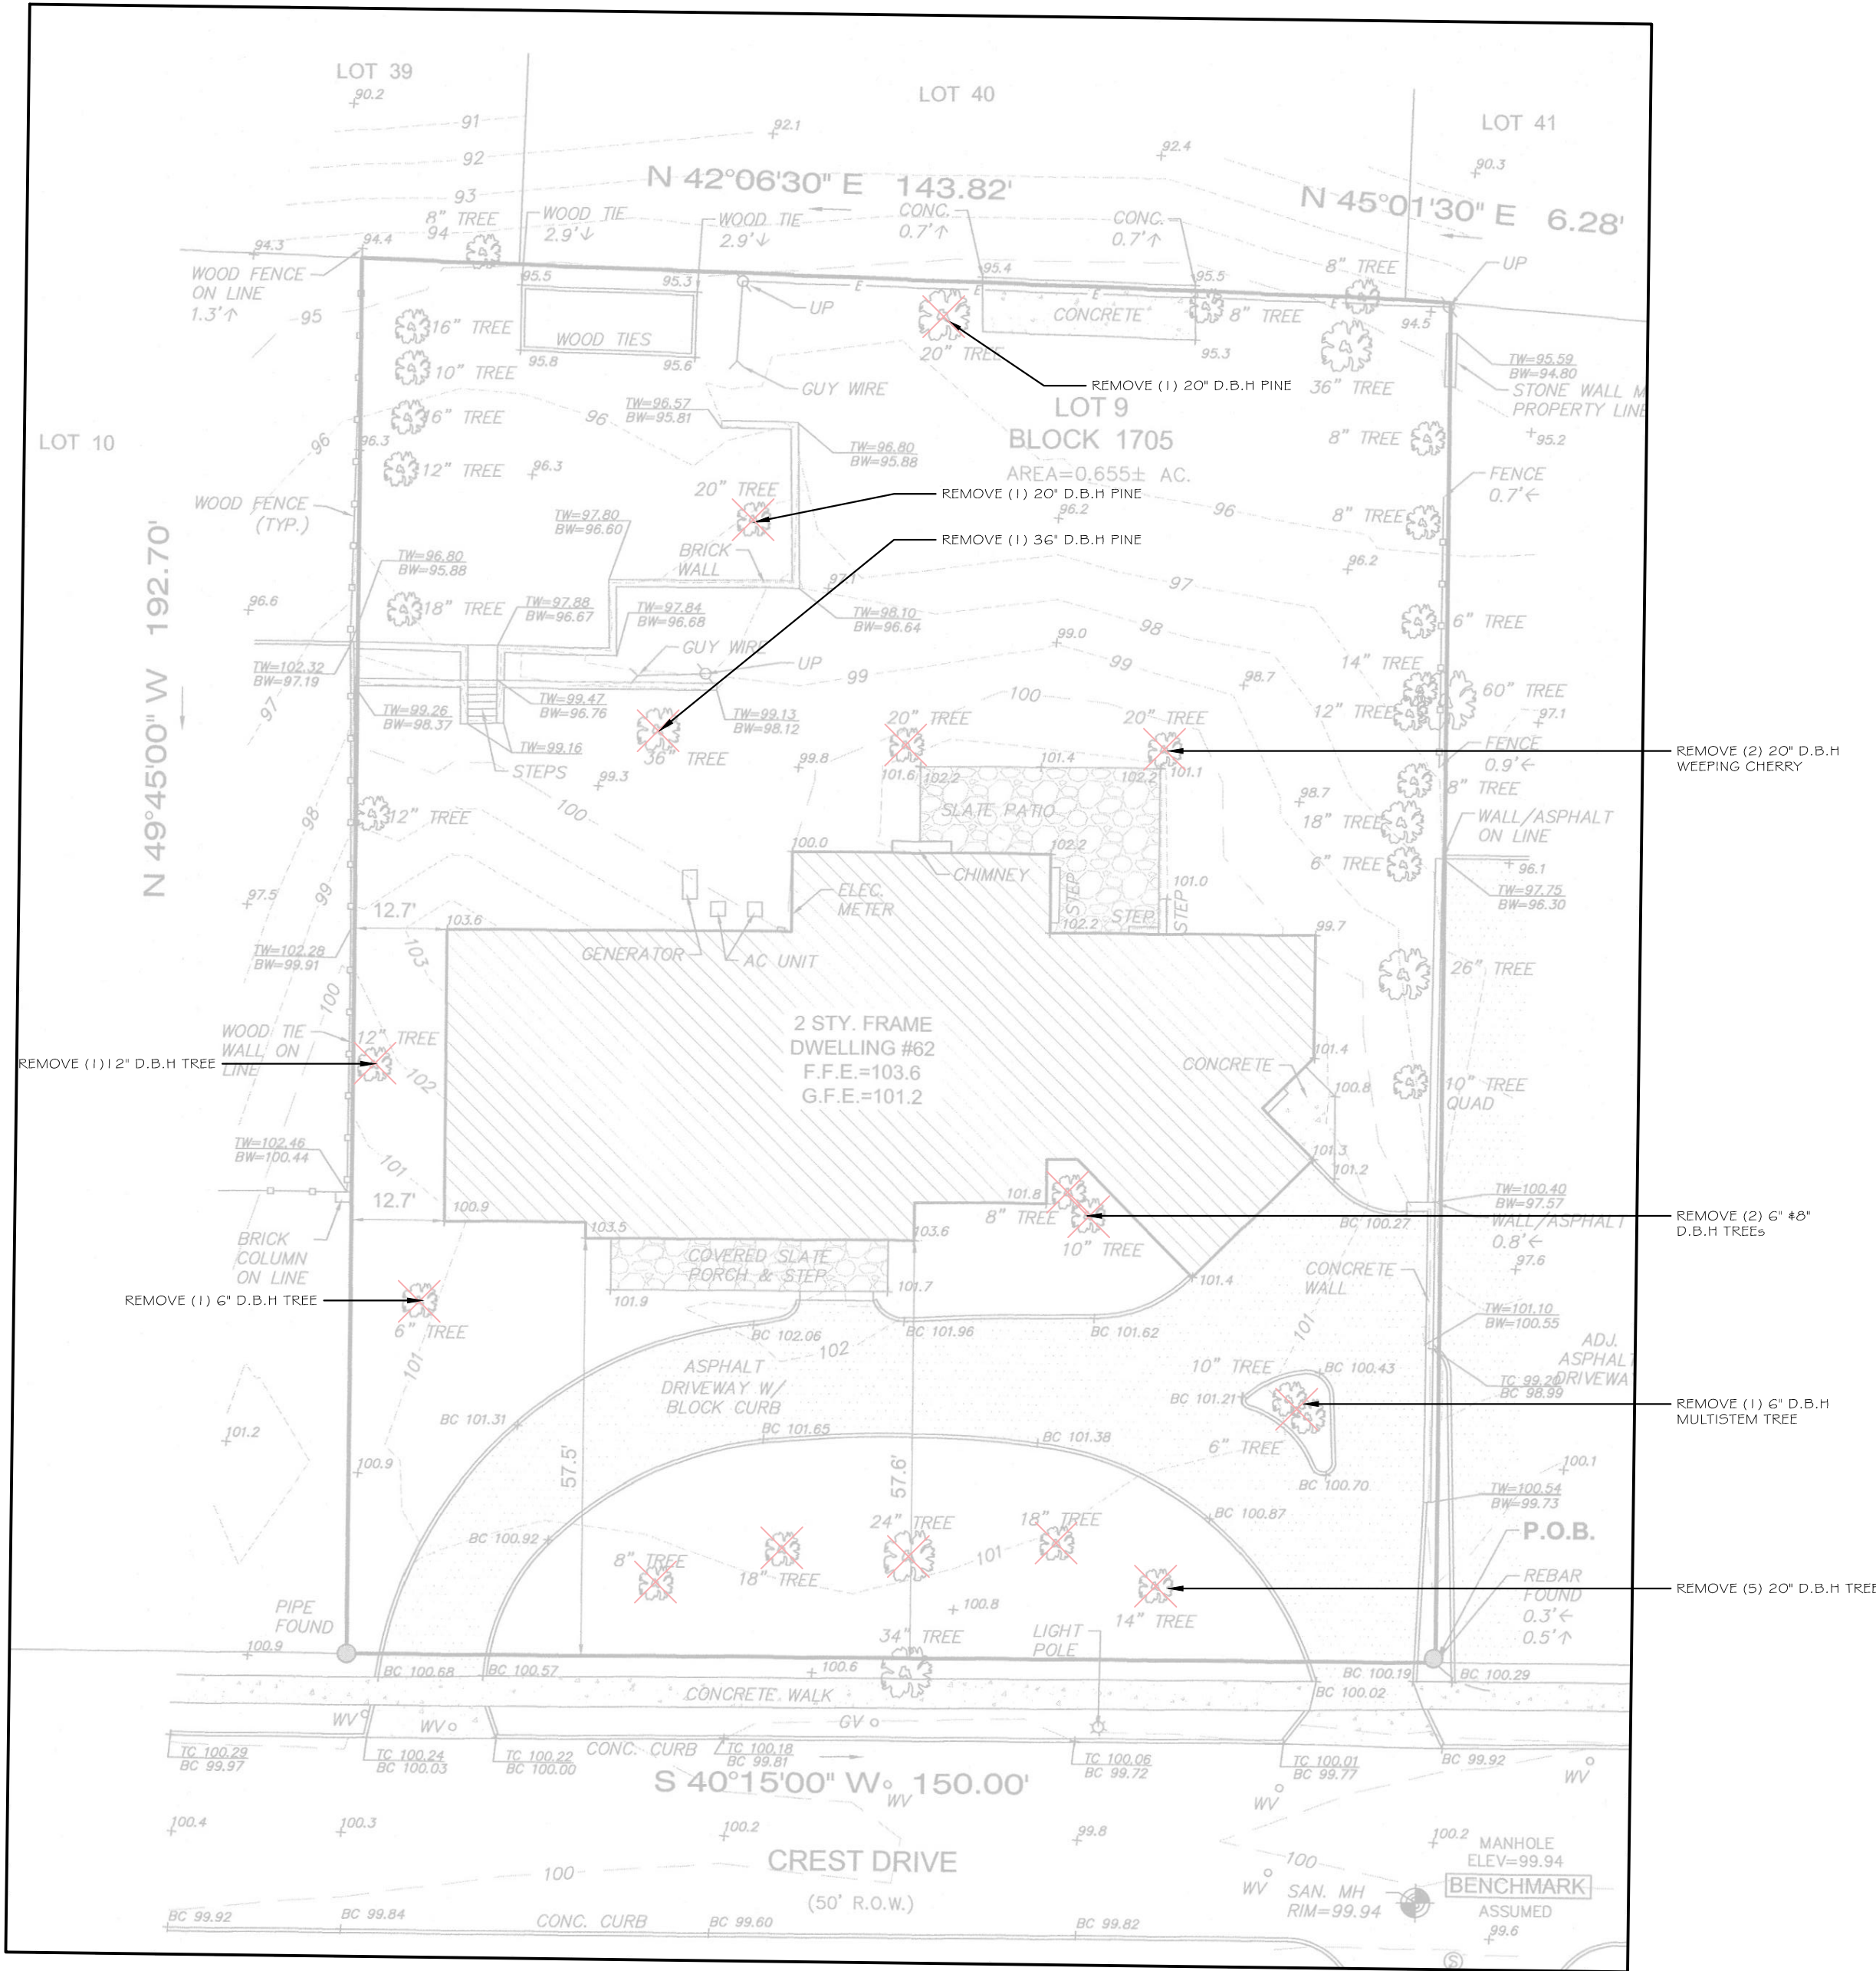 LOT 39
90.2
LOT 40
LOT 41
91
92.1
92
92.4
90.3
93
N 42°06'30" E 143.82'
N 45°01'30" E 6.28'
8" TREE
94
WOOD TIE
2.9'↓
WOOD TIE
2.9'↓
CONC.
0.7'↑
CONC.
0.7'↑
94.3
94.4
WOOD FENCE
ON LINE
1.3'↑
95
95.5
95.3
95.4
95.5
8" TREE
UP
UP
E
E
E
E
16" TREE
WOOD TIES
CONCRETE
8" TREE
94.5
20" TREE
95.8
95.6
95.3
10" TREE
GUY WIRE
REMOVE (1) 20" D.B.H PINE
36" TREE
TW=95.59
BW=94.80
STONE WALL M
PROPERTY LINE
LOT 9
BLOCK 1705
AREA=0.655± AC.
TW=96.57
BW=95.81
16" TREE
96
LOT 10
96
96.3
TW=96.80
BW=95.88
8" TREE
95.2
12" TREE
96.3
FENCE
0.7'←
20" TREE
REMOVE (1) 20" D.B.H PINE
WOOD FENCE
(TYP.)
TW=97.80
BW=96.60
96.2
96
8" TREE
REMOVE (1) 36" D.B.H PINE
BRICK
WALL
TW=96.80
BW=95.88
97.1
97
96.2
N 49°45'00" W 192.70'
96.6
18" TREE
TW=97.88
BW=96.67
TW=97.84
BW=96.68
TW=98.10
BW=96.64
98
6" TREE
99.0
GUY WIRE
UP
99
99
14" TREE
TW=102.32
BW=97.19
97
98.7
60" TREE
100
TW=99.26
BW=98.37
TW=99.47
BW=96.76
TW=99.13
BW=98.12
12" TREE
97.1
20" TREE
20" TREE
TW=99.16
STEPS
36" TREE
FENCE
0.9'←
REMOVE (2) 20" D.B.H
WEEPING CHERRY
99.8
101.6
102.2
101.4
102.2
101.1
99.3
8" TREE
100
98
12" TREE
SLATE PATIO
98.7
18" TREE
WALL/ASPHALT
ON LINE
100.0
102.2
6" TREE
96.1
CHIMNEY
97.5
99
ELEC.
METER
STEP
STEP
STEP
101.0
TW=97.75
BW=96.30
12.7'
103.6
102.2
99.7
103
GENERATOR
AC UNIT
TW=102.28
BW=99.91
26" TREE
100
WOOD TIE
WALL ON
LINE
12" TREE
2 STY. FRAME
DWELLING #62
F.F.E.=103.6
G.F.E.=101.2
REMOVE (1)12" D.B.H TREE
102
CONCRETE
101.4
100.8
10" TREE
QUAD
TW=102.46
BW=100.44
101
101.3
101.2
12.7'
100.9
101.8
TW=100.40
BW=97.57
8" TREE
10" TREE
BC 100.27
WALL/ASPHALT
0.8'←
REMOVE (2) 6" &8"
D.B.H TREEs
BRICK
COLUMN
ON LINE
103.5
103.6
COVERED SLATE
PORCH & STEP
101.4
CONCRETE
WALL
97.6
REMOVE (1) 6" D.B.H TREE
101.9
101.7
6" TREE
BC 102.06
BC 101.96
BC 101.62
101
TW=101.10
BW=100.55
102
101
ASPHALT
DRIVEWAY W/
BLOCK CURB
10" TREE
BC 100.43
ADJ.
ASPHALT
DRIVEWA
TC 99.20
BC 98.99
BC 101.21
REMOVE (1) 6" D.B.H
MULTISTEM TREE
BC 101.31
101.2
BC 101.65
BC 101.38
6" TREE
57.5'
57.6'
100.9
100.1
BC 100.70
TW=100.54
BW=99.73
BC 100.92
24" TREE
18" TREE
BC 100.87
P.O.B.
8" TREE
18" TREE
101
REBAR
FOUND
0.3'←
0.5'↑
REMOVE (5) 20" D.B.H TREE
PIPE
FOUND
100.8
14" TREE
34" TREE
LIGHT
POLE
100.9
BC 100.68
BC 100.57
100.6
BC 100.19
BC 100.29
BC 100.02
CONCRETE WALK
WV
WV
GV
TC 100.29
BC 99.97
TC 100.24
BC 100.03
TC 100.22
BC 100.00
CONC. CURB
TC 100.18
BC 99.81
TC 100.06
BC 99.72
TC 100.01
BC 99.77
BC 99.92
WV
S 40°15'00" W 150.00'
WV
WV
100.4
100.3
100.2
99.8
100.2
MANHOLE
ELEV=99.94
BENCHMARK
ASSUMED
CREST DRIVE
(50' R.O.W.)
100
100
WV
SAN. MH
RIM=99.94
BC 99.92
BC 99.84
CONC. CURB
BC 99.60
BC 99.82
99.6
S